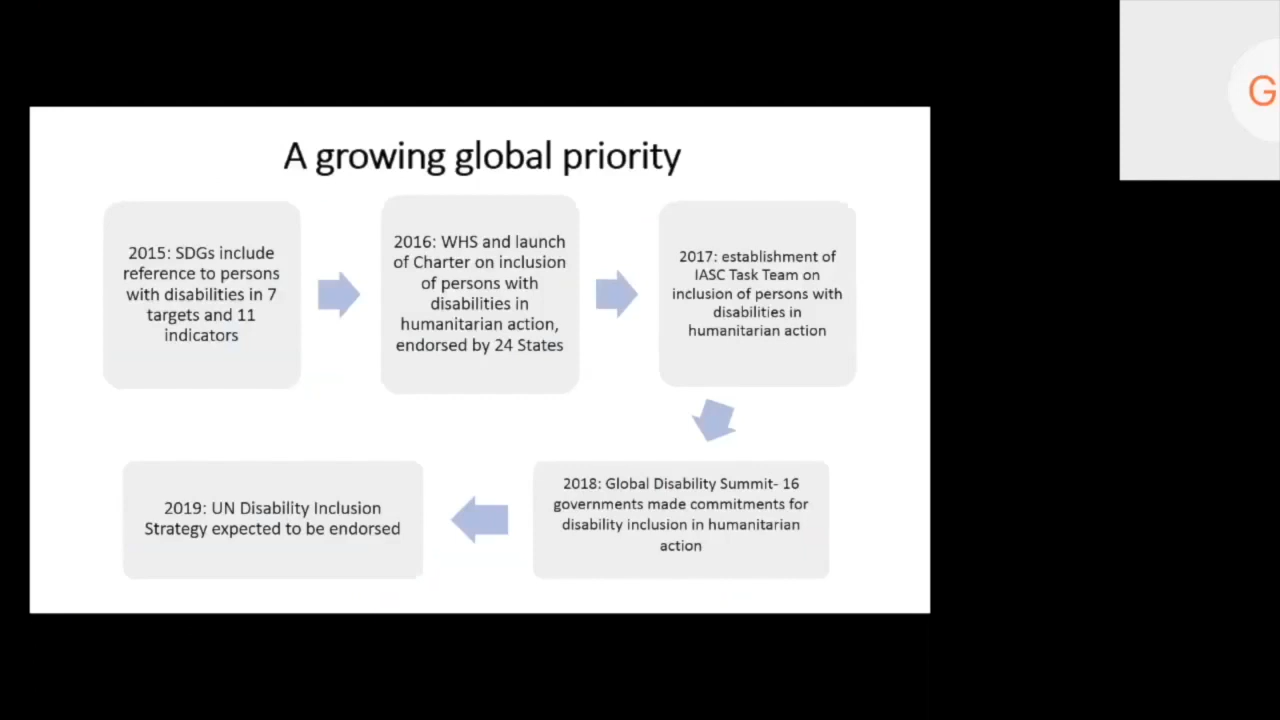 A growing global priority
2015: SDGs include
reference to persons
with disabilities in 7
targets and 11
indicators
2016: WHS and launch
of Charter on inclusion
of persons with
disabilities in
humanitarian action,
endorsed by 24 States
2017: establishment of
IASC Task Team on
inclusion of persons with
disabilities in
humanitarian action
2018: Global Disability Summit- 16
governments made commitments for
disability inclusion in humanitarian
action
2019: UN Disability Inclusion
Strategy expected to be endorsed
G